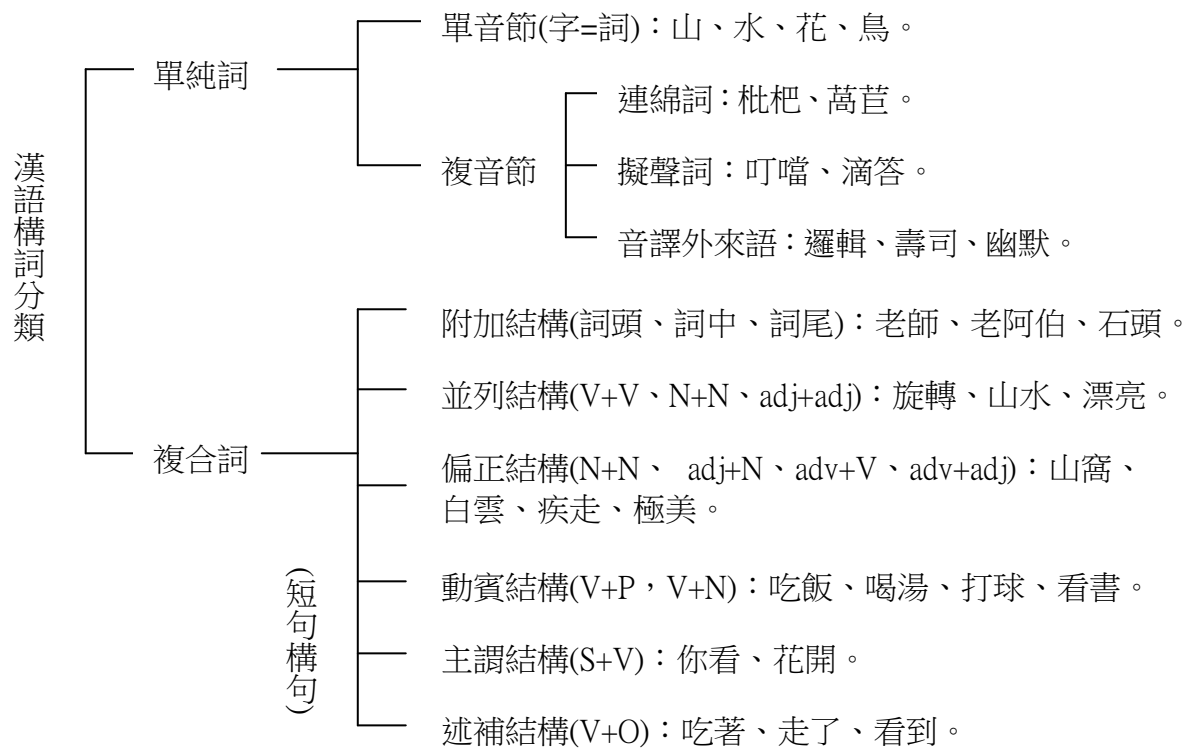 漢語構詞分類
單純詞
單音節(字=詞)：山、水、花、鳥。
複音節
連綿詞：枇杷、萵苣。
擬聲詞：叮噹、滴答。
音譯外來語：邏輯、壽司、幽默。
複合詞
附加結構(詞頭、詞中、詞尾)：老師、老阿伯、石頭。
並列結構(V+V、N+N、adj+adj)：旋轉、山水、漂亮。
偏正結構(N+N、 adj+N、adv+V、adv+adj)：山窩、
白雲、疾走、極美。
(短句構句)
動賓結構(V+P，V+N)：吃飯、喝湯、打球、看書。
主謂結構(S+V)：你看、花開。
述補結構(V+O)：吃著、走了、看到。